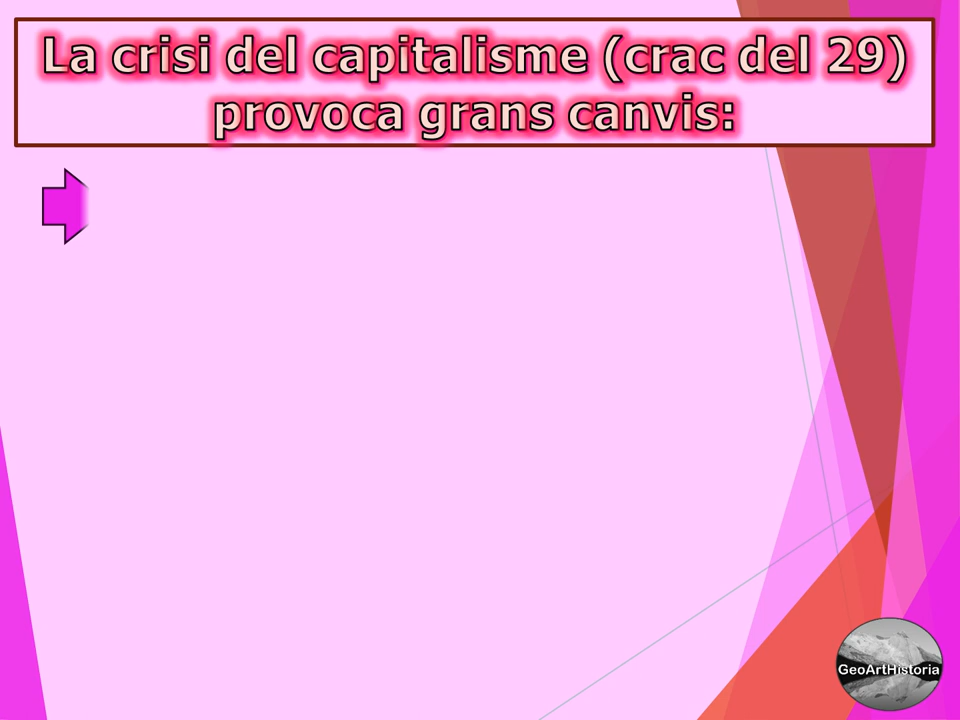 La crisi del capitalisme (crac del 29)
provoca grans canvis:
GeoArtHistoria